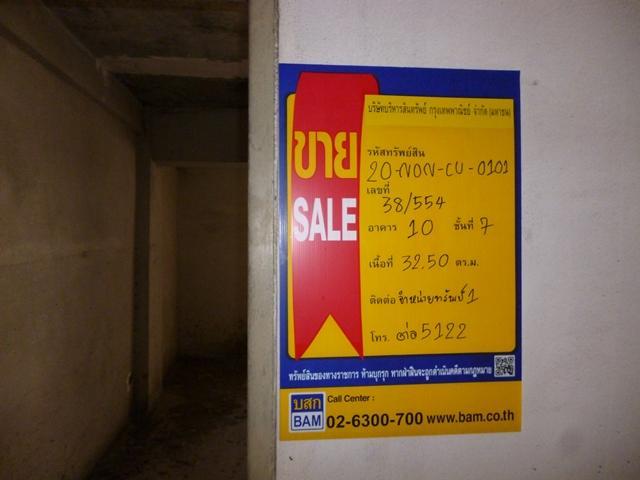 บริษัทบริหารสินทรัพย์ กรุงเทพพาณิชย์ จำกัด (มหาชน)
ขาย
SALE
รหัสทรัพย์สิน
20-NON-CU-0101
เลขที่ 38/554
อาคาร 10 ชั้นที่ 7
เนื้อที่ 32.50 ตร.ม.
ติดต่อ จำหน่ายทรัพย์ 1
โทร. ต่อ 5122
ทรัพย์สินของทางราชการ ห้ามบุกรุก หากฝ่าฝืนจะถูกดำเนินคดีตามกฎหมาย
บสก
BAM
Call Center :
02-6300-700 www.bam.co.th